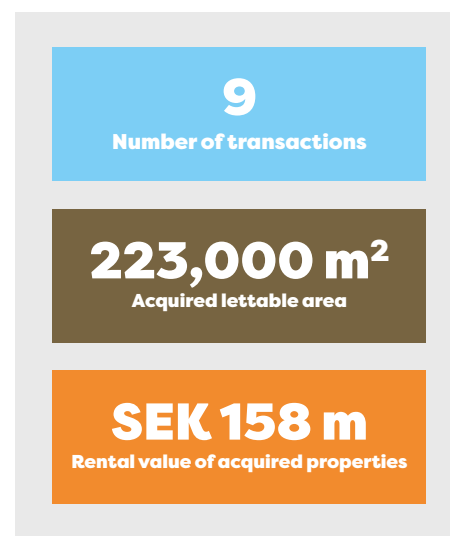 9
Number of transactions
223,000 m²
Acquired lettable area
SEK 158 m
Rental value of acquired properties